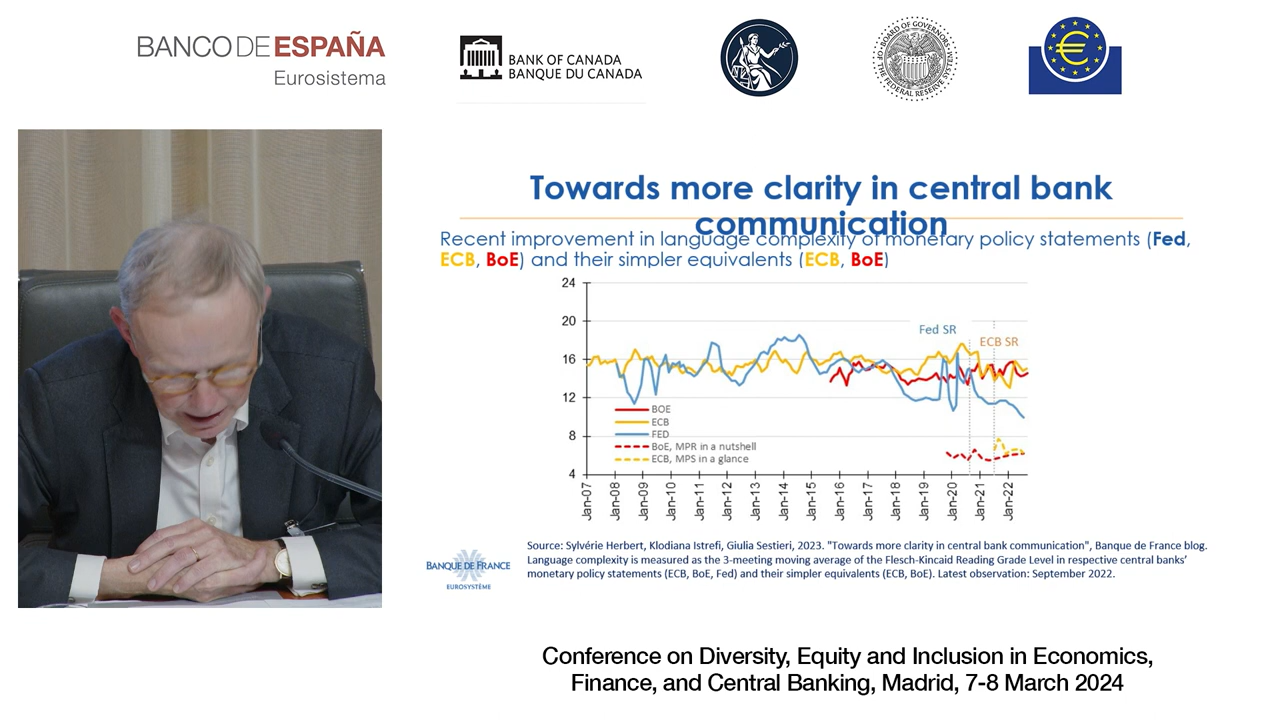 BANCO DE ESPAÑA
Eurosistema
BANK OF CANADA
BANQUE DU CANADA
BOARD OF GOVERNORS
OF THE FEDERAL RESERVE SYSTEM
Towards more clarity in central bank
communication
Recent improvement in language complexity of monetary policy statements (Fed,
ECB, BoE) and their simpler equivalents (ECB, BoE)
24
20
16
12
8
4
Fed SR
ECB SR
BOE
ECB
FED
BoE, MPR in a nutshell
ECB, MPS in a glance
Jan-07
Jan-08
Jan-09
Jan-10
Jan-11
Jan-12
Jan-13
Jan-14
Jan-15
Jan-16
Jan-17
Jan-18
Jan-19
Jan-20
Jan-21
Jan-22
BANQUE DE FRANCE
EUROSYSTÈME
Source: Sylvérie Herbert, Klodiana Istrefi, Giulia Sestieri, 2023. "Towards more clarity in central bank communication", Banque de France blog.
Language complexity is measured as the 3-meeting moving average of the Flesch-Kincaid Reading Grade Level in respective central banks'
monetary policy statements (ECB, BoE, Fed) and their simpler equivalents (ECB, BoE). Latest observation: September 2022.
Conference on Diversity, Equity and Inclusion in Economics,
Finance, and Central Banking, Madrid, 7-8 March 2024